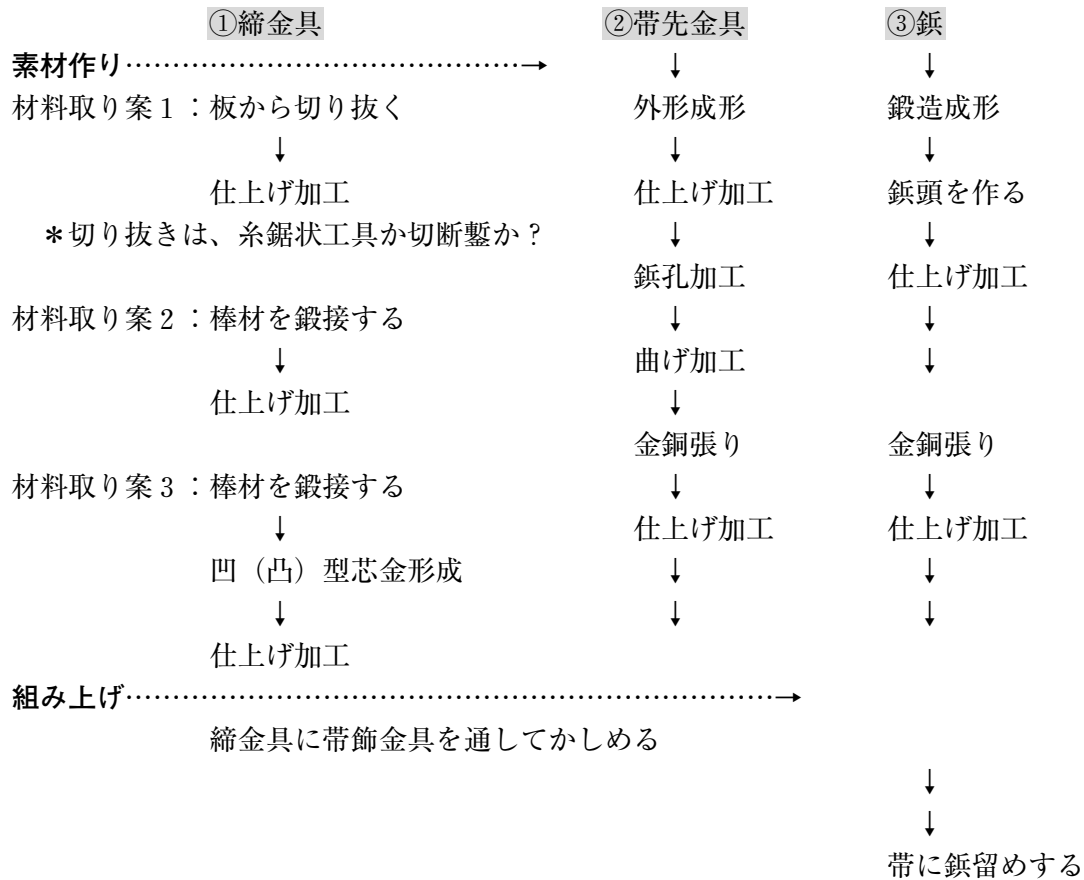 ①締金具 ②帯先金具 ③鋲
素材作り……………………………………→ ↓ ↓
材料取り案1：板から切り抜く 外形成形 鍛造成形
↓ ↓ ↓
仕上げ加工 仕上げ加工 鋲頭を作る
＊切り抜きは、糸鋸状工具か切断鏨か？ ↓ ↓
鋲孔加工 仕上げ加工
材料取り案2：棒材を鍛接する ↓ ↓
↓ 曲げ加工 ↓
仕上げ加工 ↓
金銅張り 金銅張り
材料取り案3：棒材を鍛接する ↓ ↓
↓ 仕上げ加工 仕上げ加工
凹（凸）型芯金形成 ↓ ↓
↓ ↓ ↓
仕上げ加工
組み上げ……………………………………………………………→
締金具に帯飾金具を通してかしめる
↓
↓
帯に鋲留めする